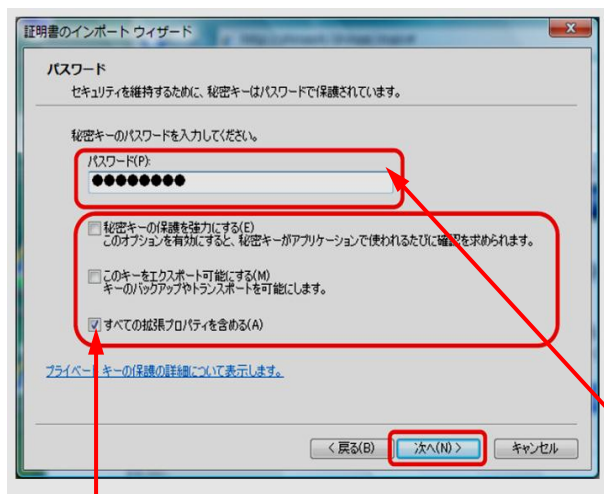 証明書のインポート ウィザード
パスワード
セキュリティを維持するために、秘密キーはパスワードで保護されています。
秘密キーのパスワードを入力してください。
パスワード(P):
●●●●●●●●
秘密キーの保護を強力にする(E)
このオプションを有効にすると、秘密キーがアプリケーションで使われるたびに確認を求められます。
このキーをエクスポート可能にする(M)
キーのバックアップやトランスポートを可能にします。
すべての拡張プロパティを含める(A)
プライベート キーの保護の詳細について表示します。
< 戻る(B) 次へ(N) > キャンセル